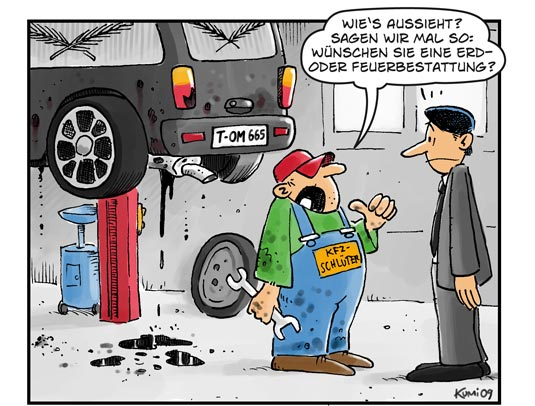 WIE'S AUSSIEHT?
SAGEN WIR MAL SO:
WÜNSCHEN SIE EINE ERD-
ODER FEUERBESTATTUNG?
T-OM 665
KFZ-
SCHLÜTER
KUMI 09